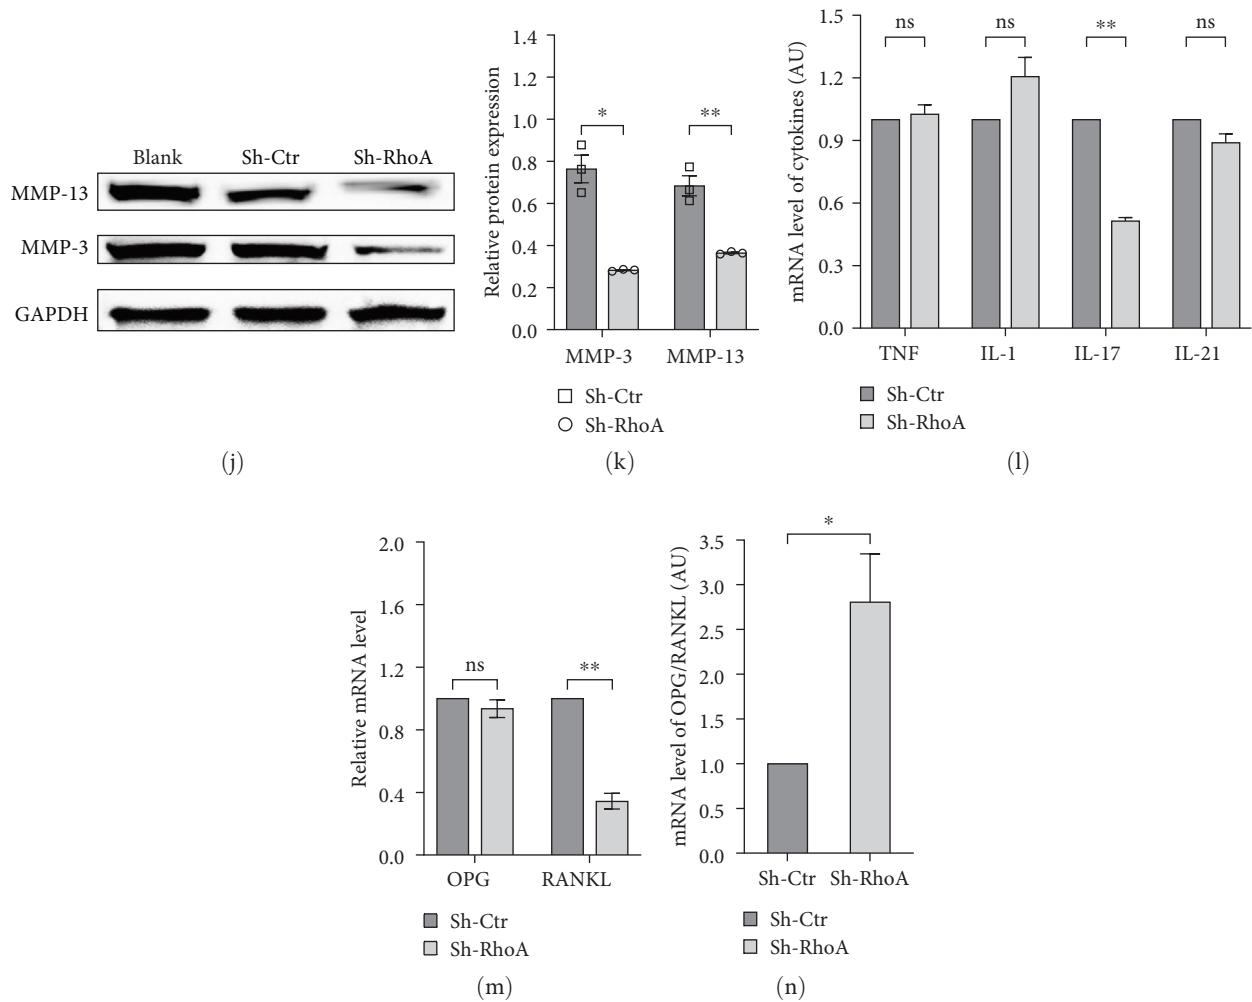 Blank Sh-Ctr Sh-RhoA
MMP-13
MMP-3
GAPDH
(j)
Relative protein expression
1.4
1.2
1.0
0.8
0.6
0.4
0.2
0.0
* **
MMP-3 MMP-13
Sh-Ctr
Sh-RhoA
(k)
mRNA level of cytokines (AU)
1.5
1.2
0.9
0.6
0.3
0.0
ns ns ** ns
TNF IL-1 IL-17 IL-21
Sh-Ctr
Sh-RhoA
(l)
Relative mRNA level
2.0
1.6
1.2
0.8
0.4
0.0
ns **
OPG RANKL
Sh-Ctr
Sh-RhoA
(m)
mRNA level of OPG/RANKL (AU)
3.5
3.0
2.5
2.0
1.5
1.0
0.5
0.0
*
Sh-Ctr Sh-RhoA
Sh-Ctr
Sh-RhoA
(n)